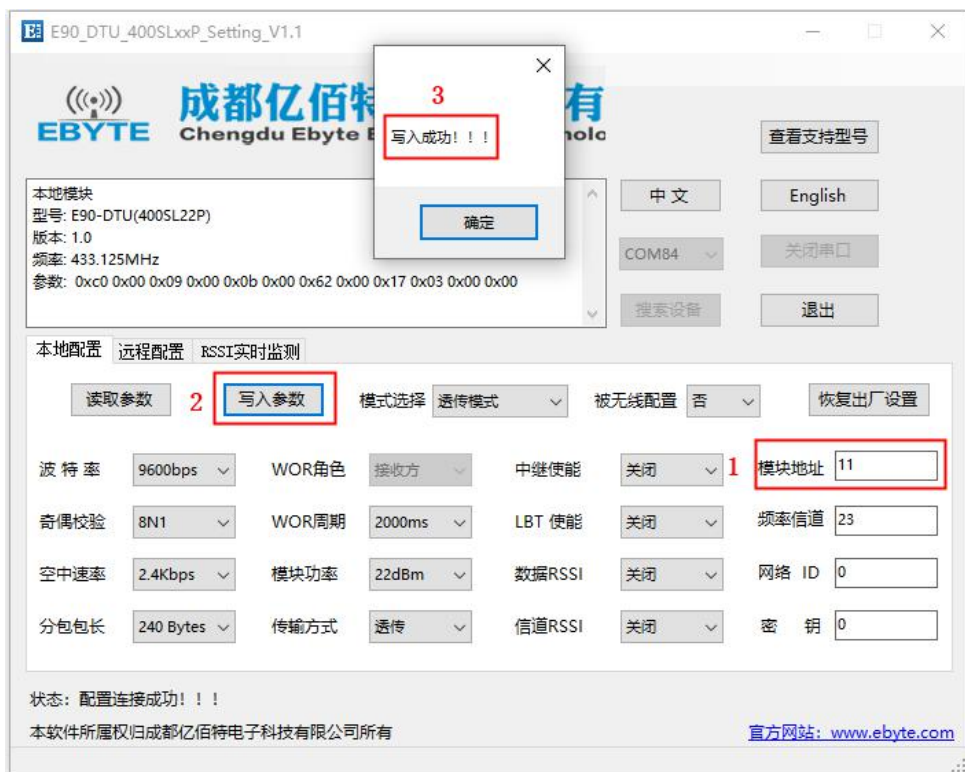 E90_DTU_400SLxxP_Setting_V1.1
EBYTE
成都亿佰特
有
Chengdu Ebyte E
3
写入成功！！！
确定
查看支持型号
本地模块
型号: E90-DTU(400SL22P)
版本: 1.0
频率: 433.125MHz
参数: 0xc0 0x00 0x09 0x00 0x0b 0x00 0x62 0x00 0x17 0x03 0x00 0x00
中 文
English
COM84
关闭串口
搜索设备
退出
本地配置 远程配置 RSSI实时监测
读取参数 2 写入参数 模式选择 透传模式 被无线配置 否 恢复出厂设置
波 特 率 9600bps WOR角色 接收方 中继使能 关闭 1 模块地址 11
奇偶校验 8N1 WOR周期 2000ms LBT 使能 关闭 频率信道 23
空中速率 2.4Kbps 模块功率 22dBm 数据RSSI 关闭 网络 ID 0
分包包长 240 Bytes 传输方式 透传 信道RSSI 关闭 密 钥 0
状态：配置连接成功！！！
本软件所属权归成都亿佰特电子科技有限公司所有
官方网站：www.ebyte.com